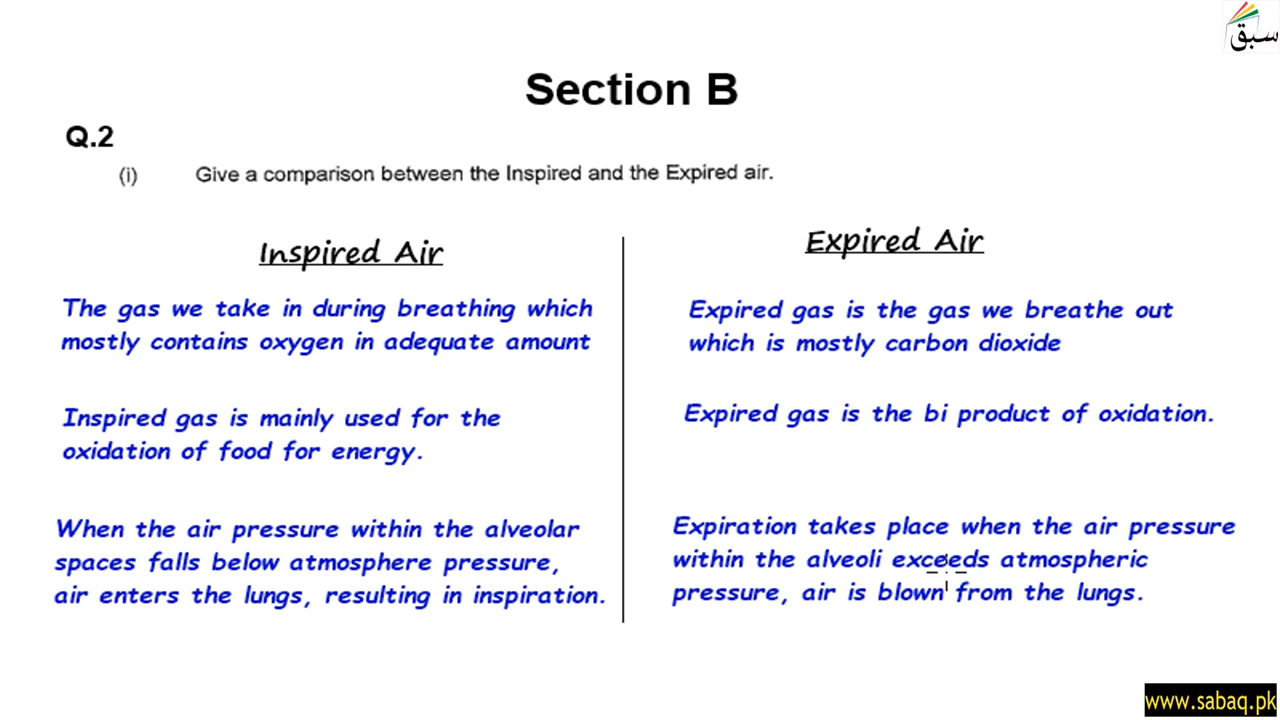 سبق
Section B
Q.2
(i) Give a comparison between the Inspired and the Expired air.
Inspired Air
The gas we take in during breathing which
mostly contains oxygen in adequate amount
Inspired gas is mainly used for the
oxidation of food for energy.
When the air pressure within the alveolar
spaces falls below atmosphere pressure,
air enters the lungs, resulting in inspiration.
Expired Air
Expired gas is the gas we breathe out
which is mostly carbon dioxide
Expired gas is the bi product of oxidation.
Expiration takes place when the air pressure
within the alveoli exceeds atmospheric
pressure, air is blown from the lungs.
www.sabaq.pk